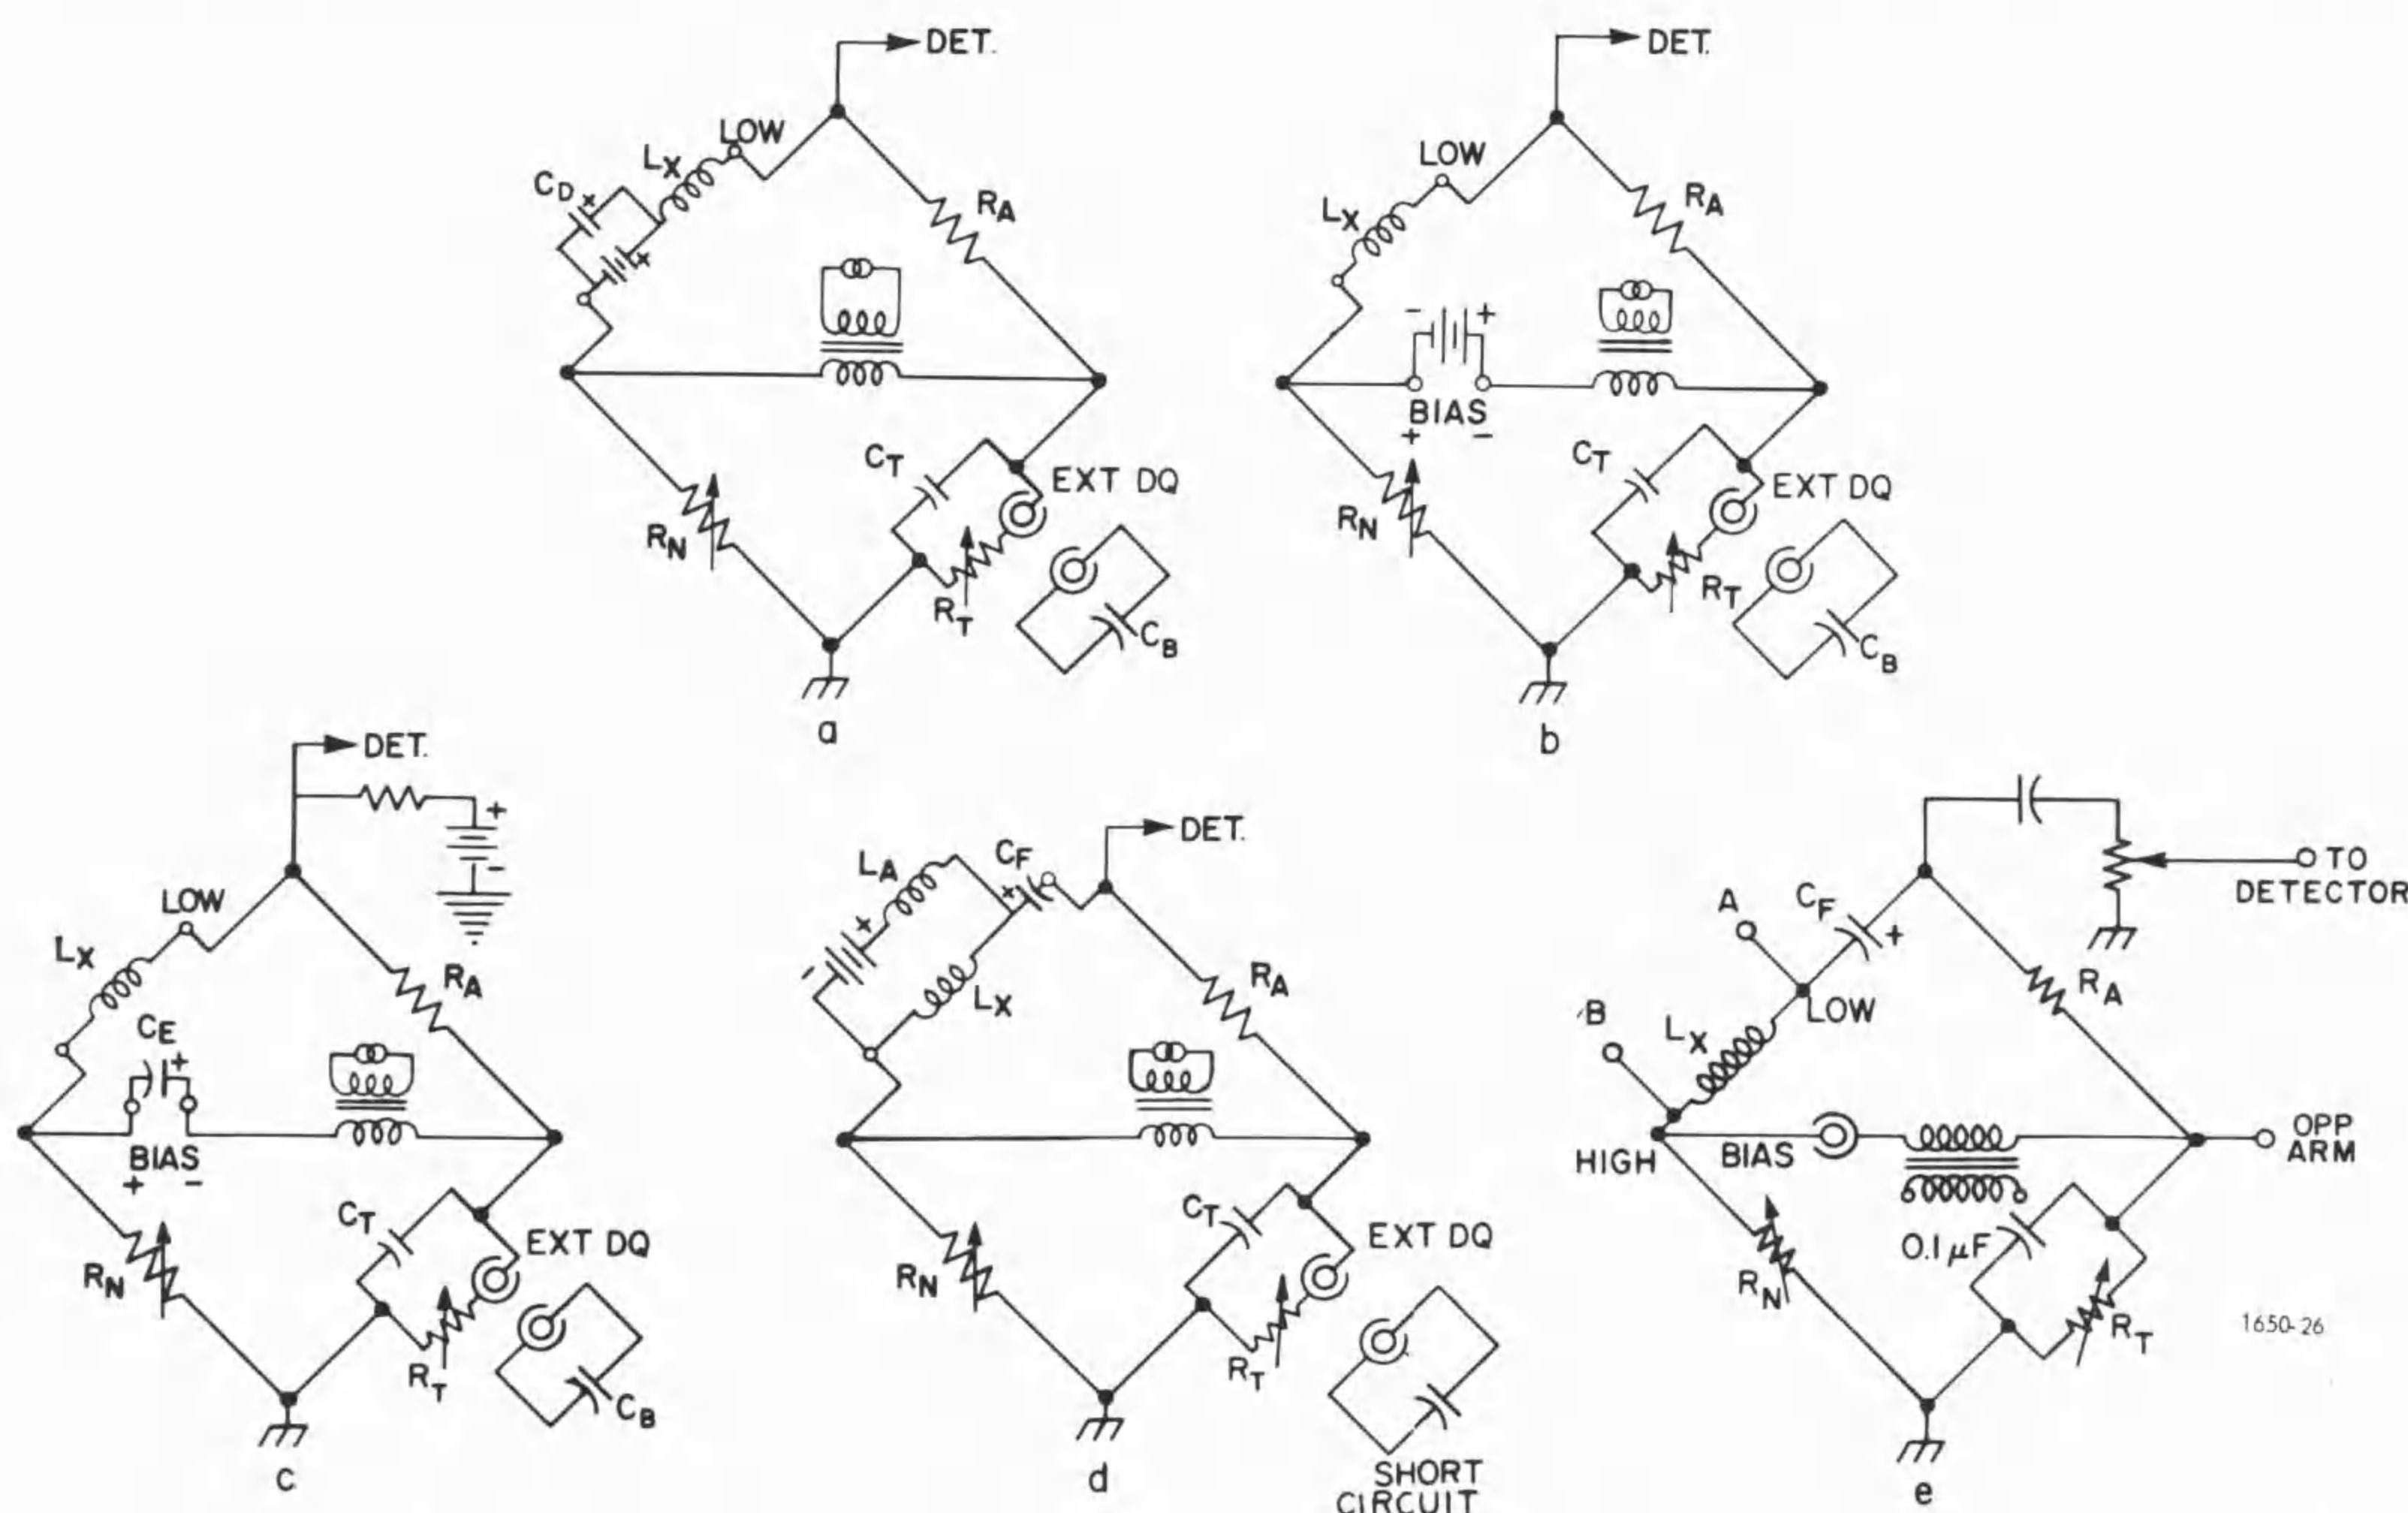 DET.
LOW
LX
CD
+
+
RA
CT
EXT DQ
RN
RT
CB
a
DET.
LOW
LX
RA
- +
BIAS
+ -
CT
EXT DQ
RN
RT
CB
b
DET.
+
-
LOW
LX
RA
CE
+
BIAS
+ -
CT
EXT DQ
RN
RT
CB
c
DET.
LA
CF
+
+
-
LX
RA
CT
EXT DQ
RN
RT
SHORT
CIRCUIT
d
TO
DETECTOR
A
CF
+
B
LX
LOW
RA
HIGH
BIAS
OPP
ARM
0.1 µF
RN
RT
1650-26
e